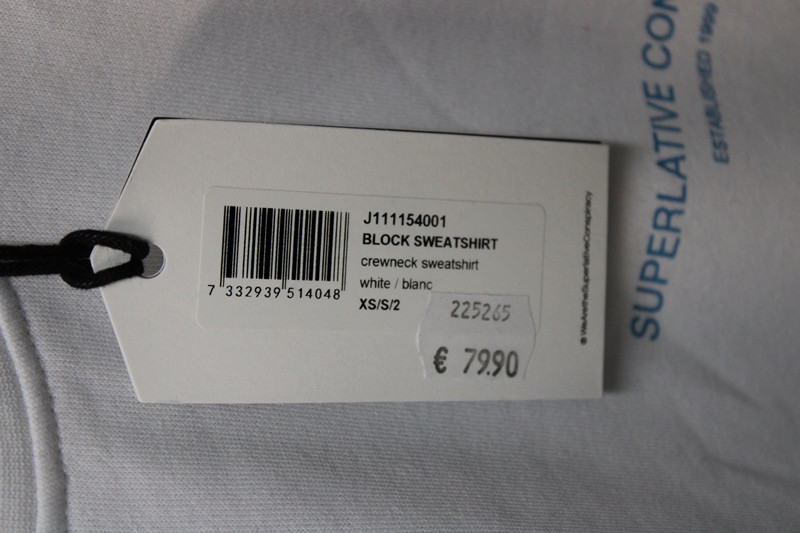 J111154001
BLOCK SWEATSHIRT
crewneck sweatshirt
white / blanc
XS/S/2
7 332939 514048
225265
€ 79.90
WeAretheSuperlativeConspiracy
SUPERLATIVE CON
ESTABLISHED 1999